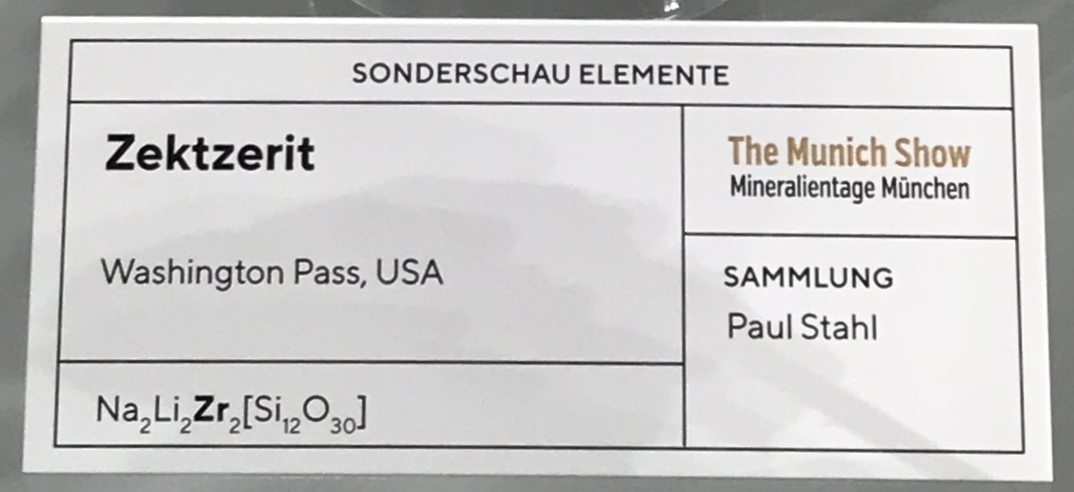 SONDERSCHAU ELEMENTE
Zektzerit
Washington Pass, USA
Na₂Li₂Zr₂[Si₁₂O₃₀]
The Munich Show
Mineralientage München
SAMMLUNG
Paul Stahl